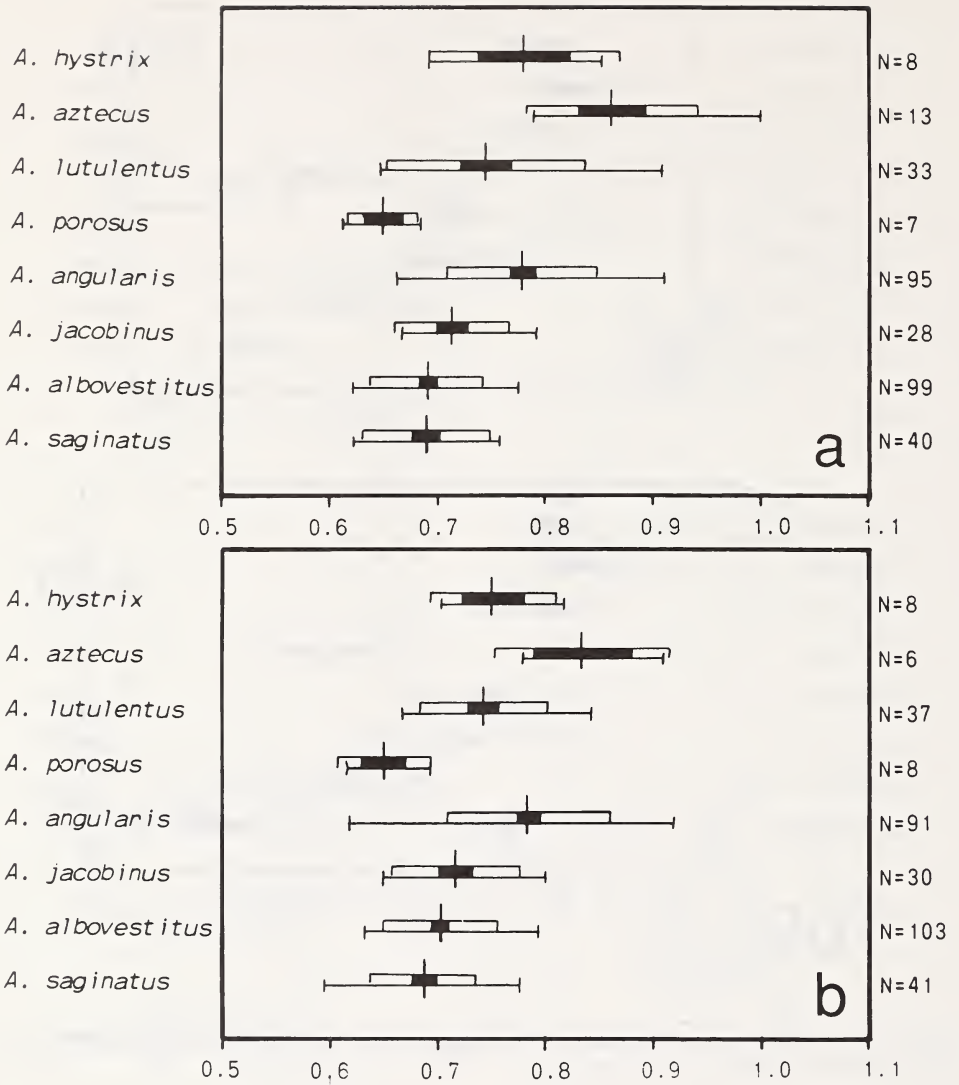 A. hystrix N=8
A. aztecus N=13
A. lutulentus N=33
A. porosus N=7
A. angularis N=95
A. jacobinus N=28
A. albovestitus N=99
A. saginatus N=40
a
0.5 0.6 0.7 0.8 0.9 1.0 1.1
A. hystrix N=8
A. aztecus N=6
A. lutulentus N=37
A. porosus N=8
A. angularis N=91
A. jacobinus N=30
A. albovestitus N=103
A. saginatus N=41
b
0.5 0.6 0.7 0.8 0.9 1.0 1.1